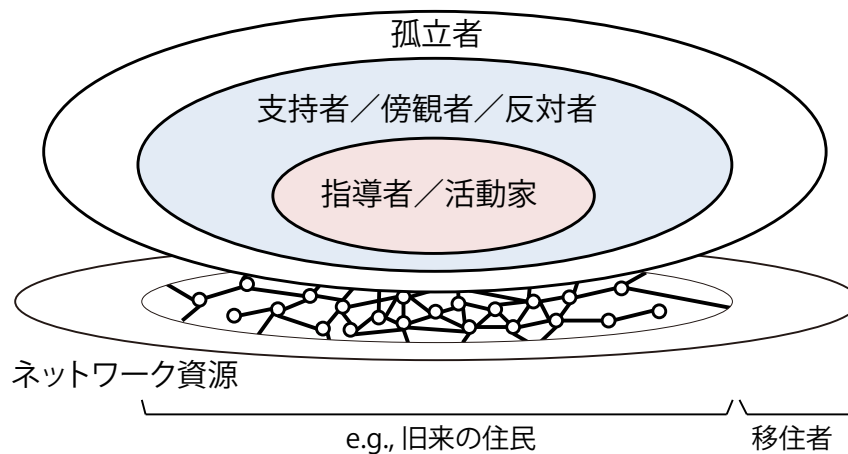 孤立者
支持者／傍観者／反対者
指導者／活動家
ネットワーク資源
e.g., 旧来の住民
移住者